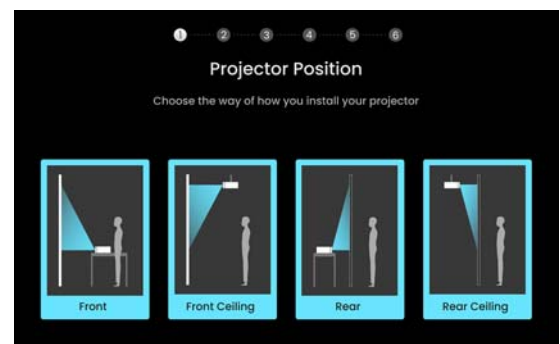 1 2 3 4 5 6
Projector Position
Choose the way of how you install your projector
Front Front Ceiling Rear Rear Ceiling